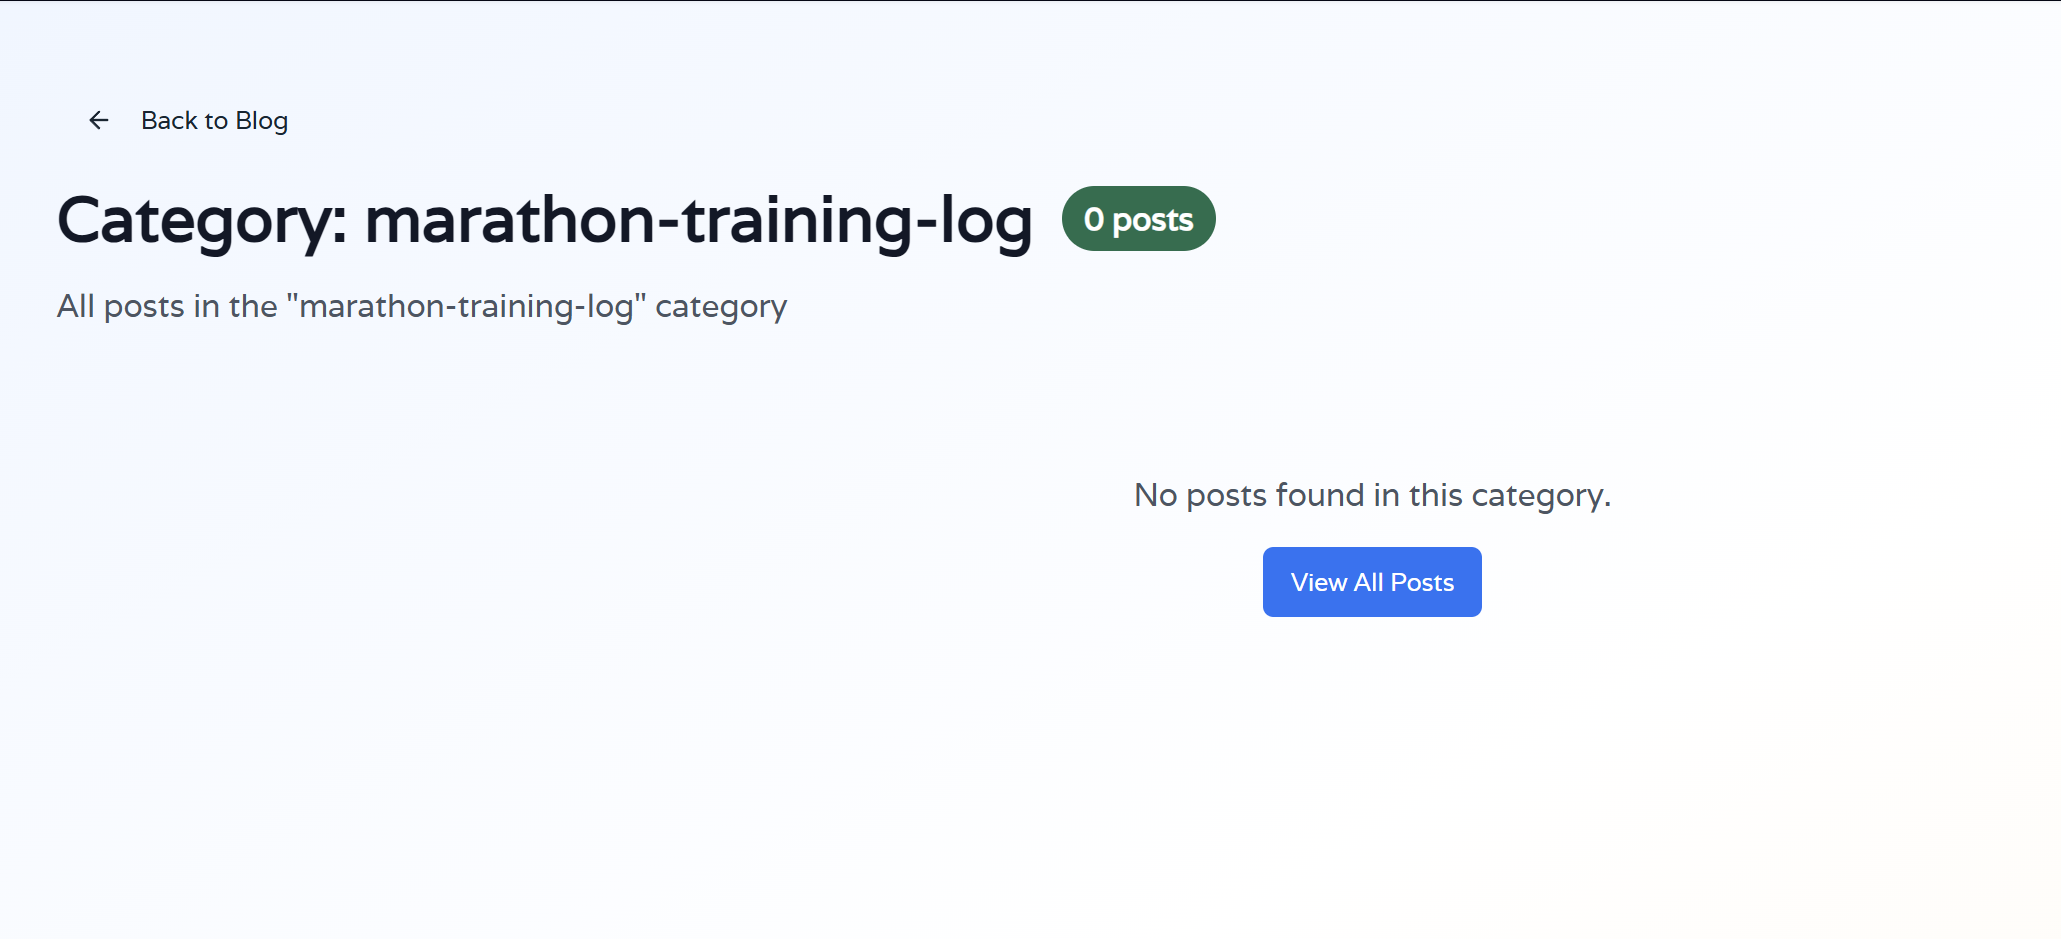 Back to Blog
Category: marathon-training-log 0 posts
All posts in the "marathon-training-log" category
No posts found in this category.
View All Posts